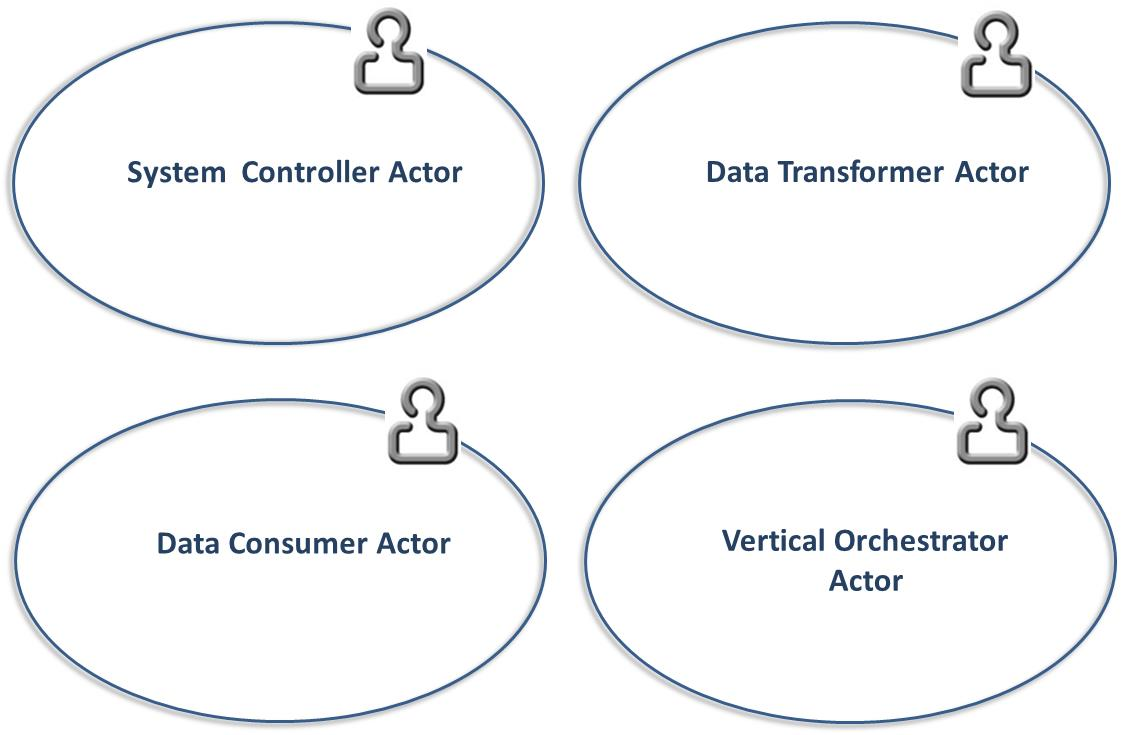 System Controller Actor
Data Transformer Actor
Data Consumer Actor
Vertical Orchestrator
Actor